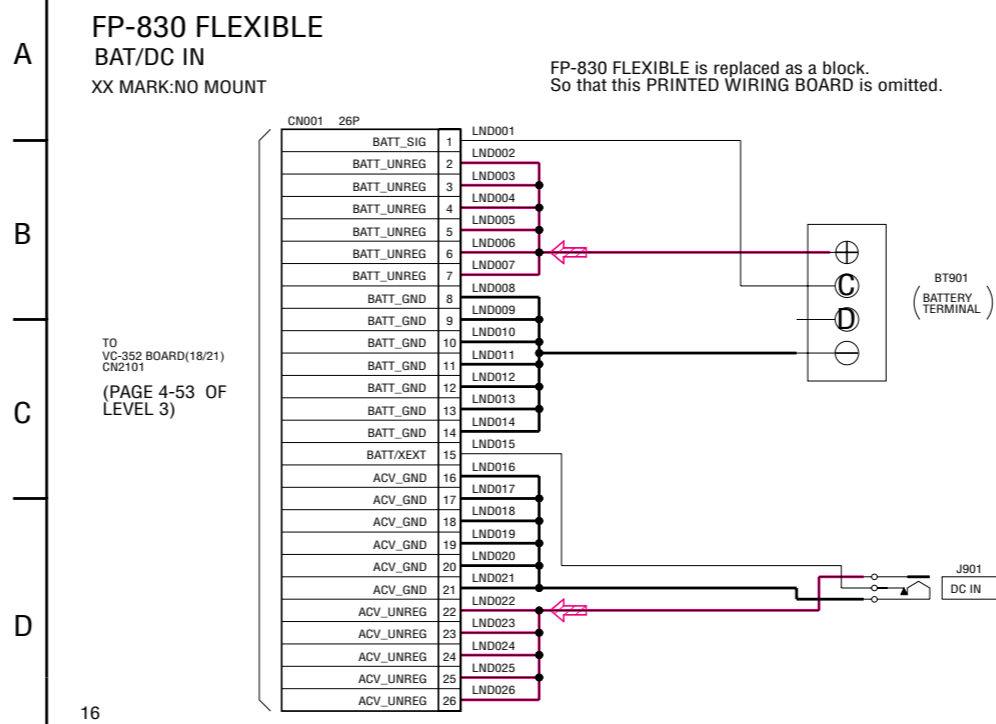 FP-830 FLEXIBLE
BAT/DC IN
XX MARK:NO MOUNT
FP-830 FLEXIBLE is replaced as a block.
So that this PRINTED WIRING BOARD is omitted.
A
B
C
D
CN001 26P
BATT_SIG 1 LND001
BATT_UNREG 2 LND002
BATT_UNREG 3 LND003
BATT_UNREG 4 LND004
BATT_UNREG 5 LND005
BATT_UNREG 6 LND006
BATT_UNREG 7 LND007
BATT_GND 8 LND008
BATT_GND 9 LND009
BATT_GND 10 LND010
BATT_GND 11 LND011
BATT_GND 12 LND012
BATT_GND 13 LND013
BATT_GND 14 LND014
BATT/XEXT 15 LND015
ACV_GND 16 LND016
ACV_GND 17 LND017
ACV_GND 18 LND018
ACV_GND 19 LND019
ACV_GND 20 LND020
ACV_GND 21 LND021
ACV_UNREG 22 LND022
ACV_UNREG 23 LND023
ACV_UNREG 24 LND024
ACV_UNREG 25 LND025
ACV_UNREG 26 LND026
TO
VC-352 BOARD(18/21)
CN2101
(PAGE 4-53 OF
LEVEL 3)
+
C
D
−
BT901
(BATTERY
TERMINAL)
J901
DC IN
16